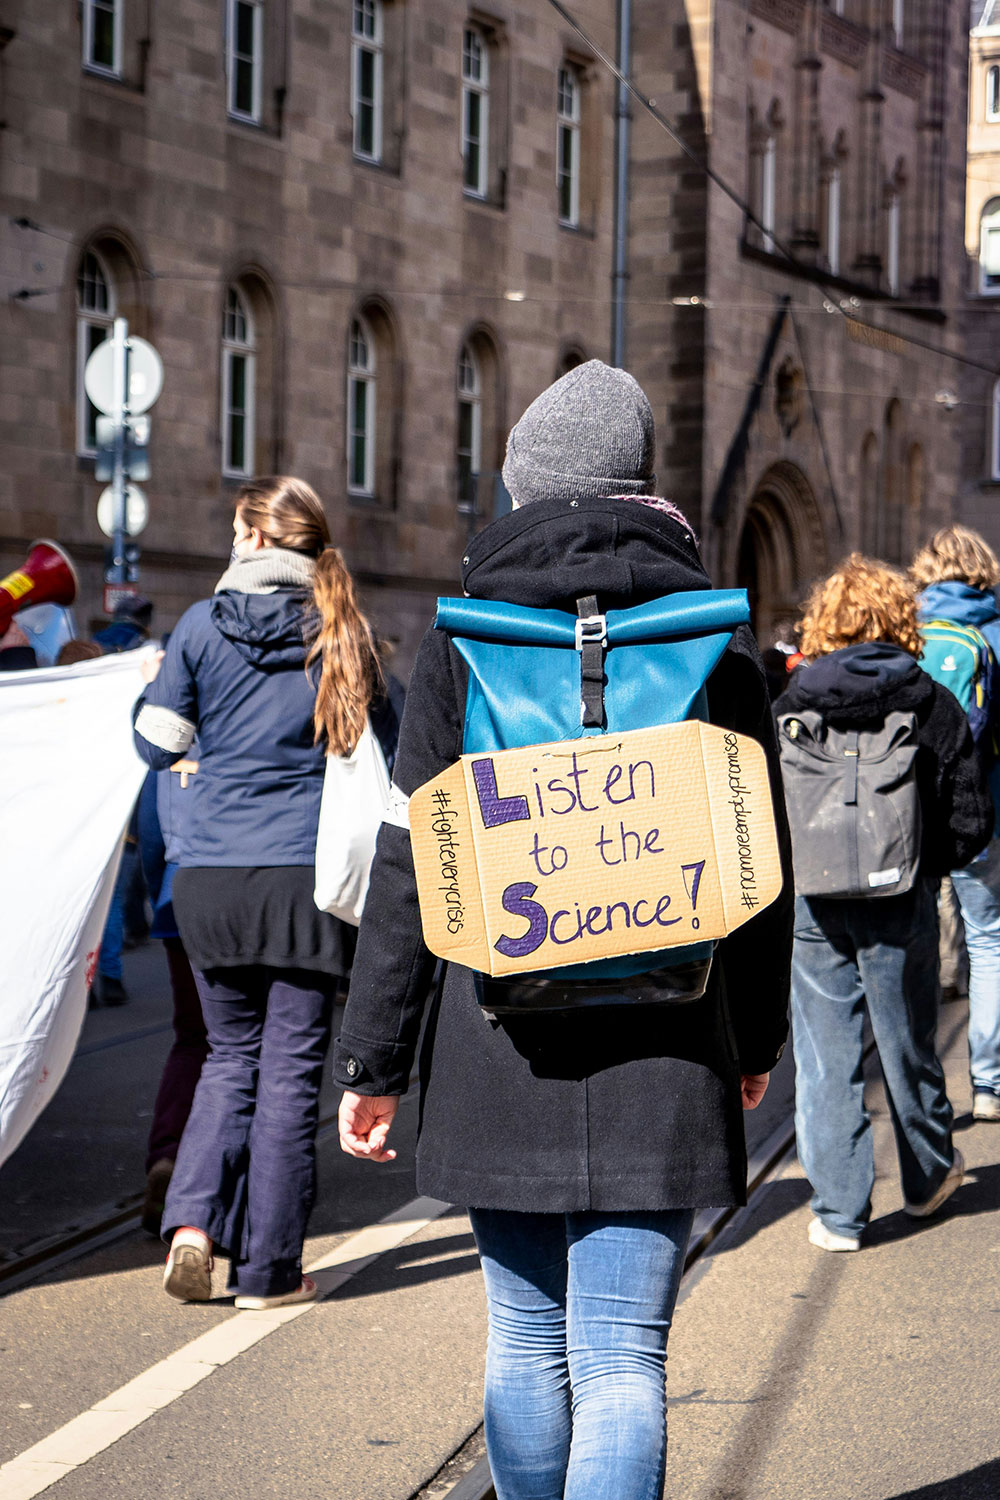 #fighteverycrisis
Listen
to the
Science!
#nomoreemptypromises